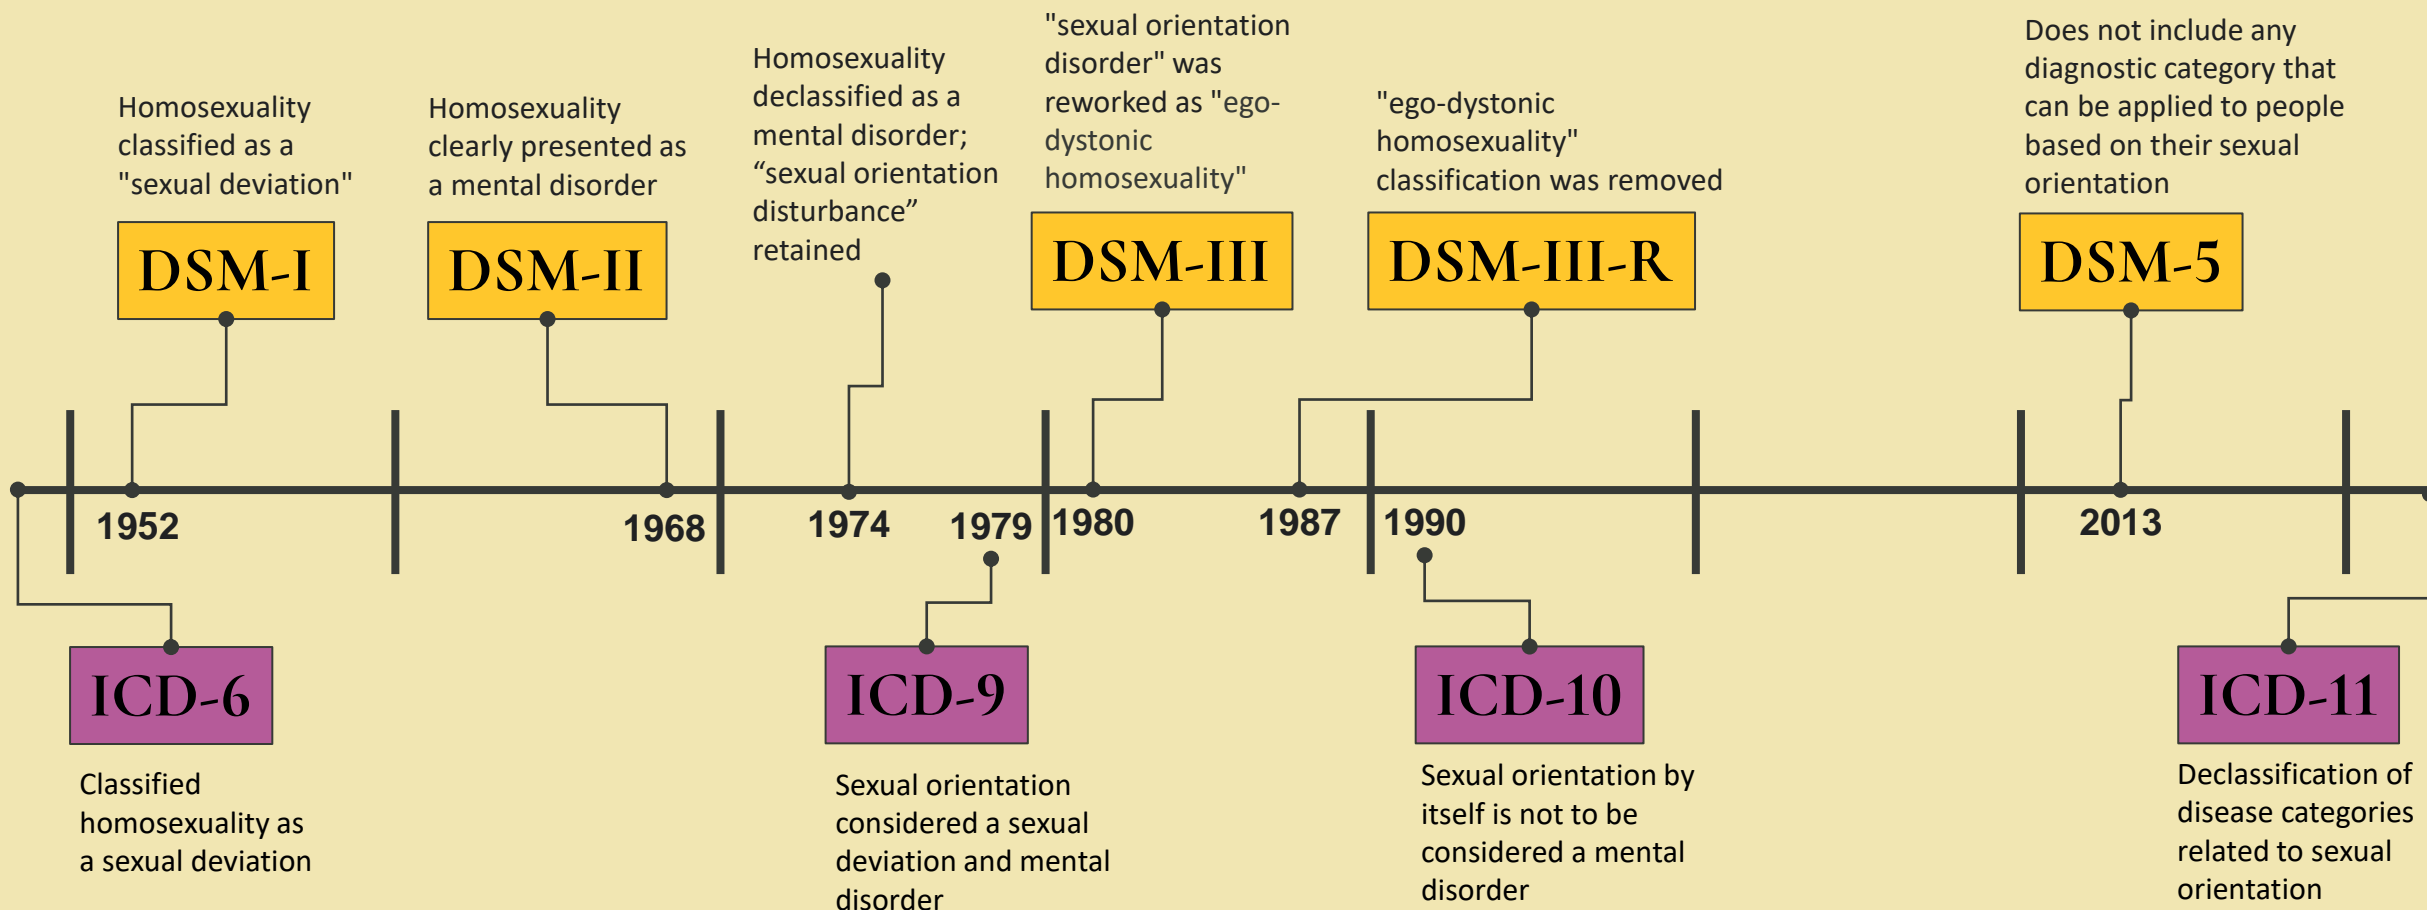 Homosexuality
classified as a
"sexual deviation"
DSM-I
Homosexuality
clearly presented as
a mental disorder
DSM-II
Homosexuality
declassified as a
mental disorder;
“sexual orientation
disturbance”
retained
"sexual orientation
disorder" was
reworked as "ego-
dystonic
homosexuality"
DSM-III
"ego-dystonic
homosexuality"
classification was removed
DSM-III-R
Does not include any
diagnostic category that
can be applied to people
based on their sexual
orientation
DSM-5
1952
1968
1974
1979
1980
1987
1990
2013
ICD-6
Classified
homosexuality as
a sexual deviation
ICD-9
Sexual orientation
considered a sexual
deviation and mental
disorder
ICD-10
Sexual orientation by
itself is not to be
considered a mental
disorder
ICD-11
Declassification of
disease categories
related to sexual
orientation